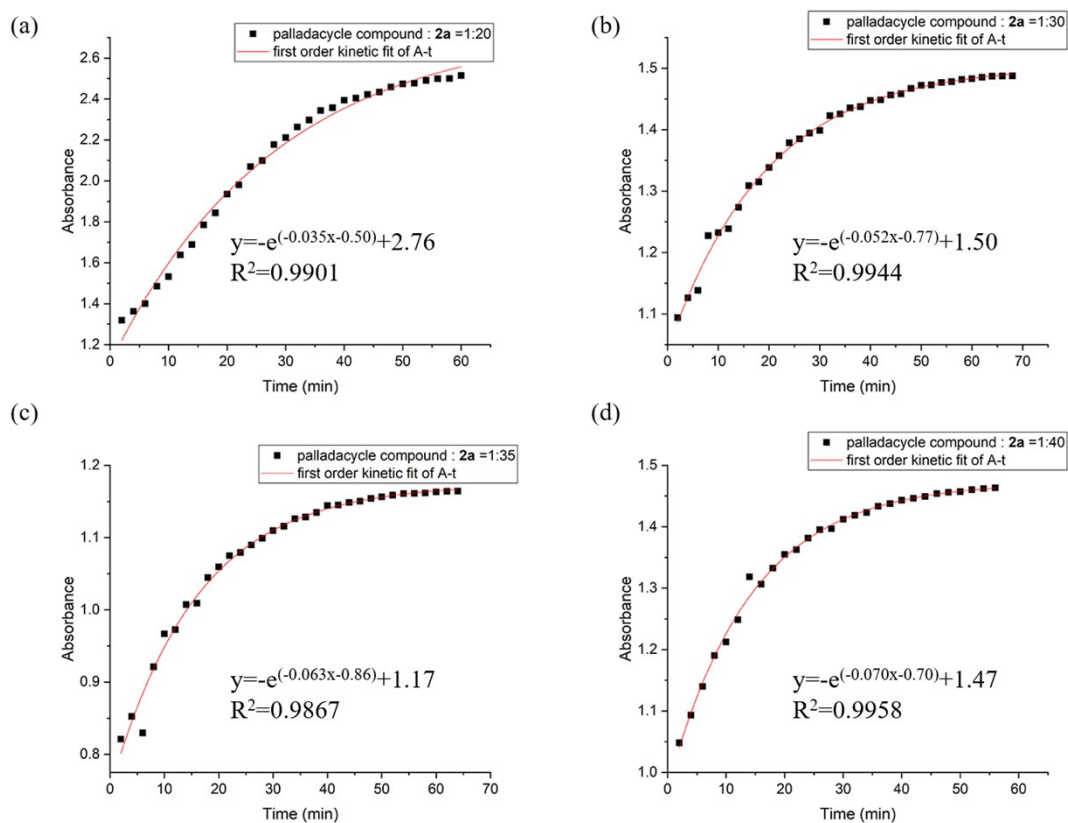 (a)
palladacycle compound : 2a =1:20
first order kinetic fit of A-t
2.6
2.4
2.2
2.0
1.8
1.6
1.4
1.2
Absorbance
y=-e^(-0.035x-0.50)+2.76
R²=0.9901
0 10 20 30 40 50 60
Time (min)
(b)
palladacycle compound : 2a =1:30
first order kinetic fit of A-t
1.5
1.4
1.3
1.2
1.1
Absorbance
y=-e^(-0.052x-0.77)+1.50
R²=0.9944
0 10 20 30 40 50 60 70 80
Time (min)
(c)
palladacycle compound : 2a =1:35
first order kinetic fit of A-t
1.2
1.1
1.0
0.9
0.8
Absorbance
y=-e^(-0.063x-0.86)+1.17
R²=0.9867
0 10 20 30 40 50 60 70
Time (min)
(d)
palladacycle compound : 2a =1:40
first order kinetic fit of A-t
1.5
1.4
1.3
1.2
1.1
1.0
Absorbance
y=-e^(-0.070x-0.70)+1.47
R²=0.9958
0 10 20 30 40 50 60
Time (min)